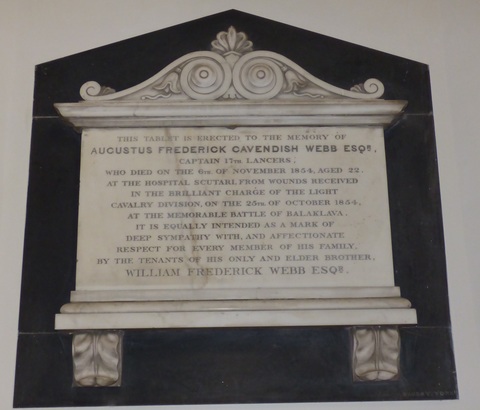 THIS TABLET IS ERECTED TO THE MEMORY OF
AUGUSTUS FREDERICK CAVENDISH WEBB ESQR,
CAPTAIN 17TH LANCERS,
WHO DIED ON THE 6TH OF NOVEMBER 1854, AGED 22.
AT THE HOSPITAL SCUTARI, FROM WOUNDS RECEIVED
IN THE BRILLIANT CHARGE OF THE LIGHT
CAVALRY DIVISION, ON THE 25TH OF OCTOBER 1854,
AT THE MEMORABLE BATTLE OF BALAKLAVA.
IT IS EQUALLY INTENDED AS A MARK OF
DEEP SYMPATHY WITH, AND AFFECTIONATE
RESPECT FOR EVERY MEMBER OF HIS FAMILY,
BY THE TENANTS OF HIS ONLY AND ELDER BROTHER,
WILLIAM FREDERICK WEBB ESQR.